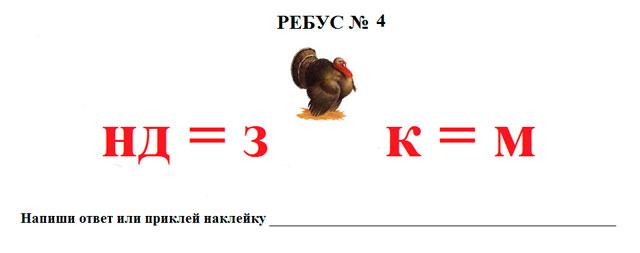 РЕБУС № 4
нд = з к = м
Напиши ответ или приклей наклейку